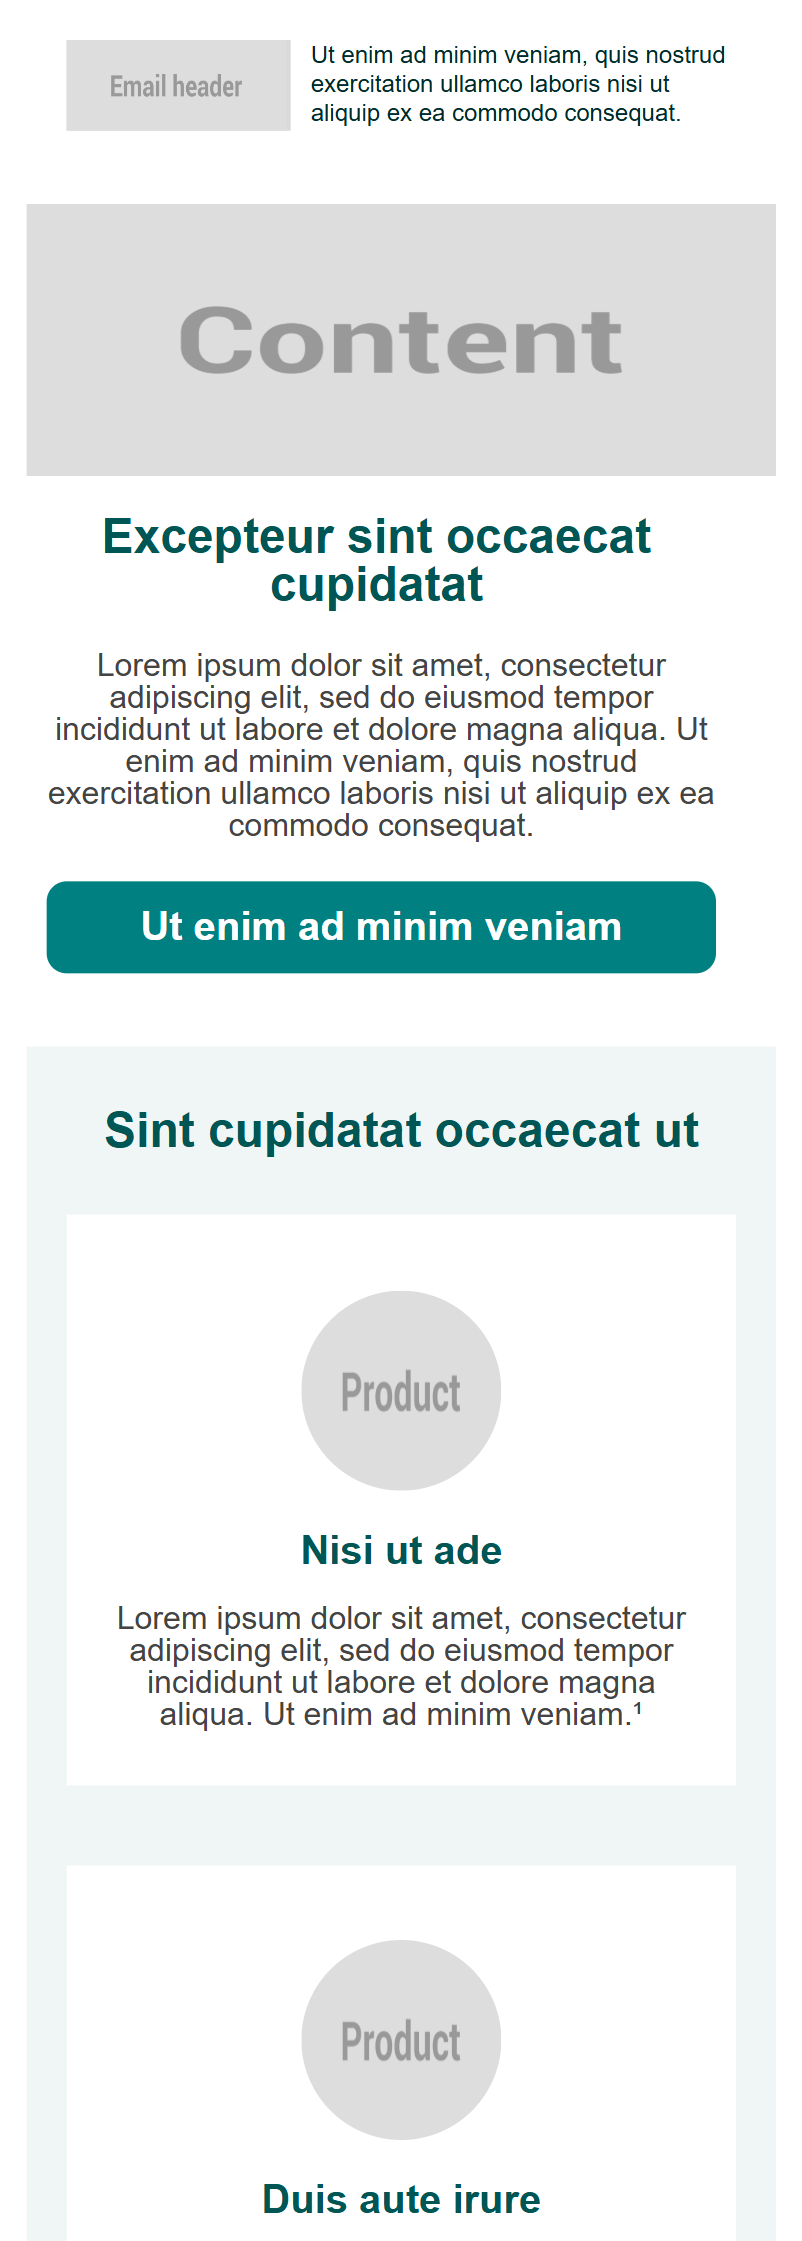 Email header
Ut enim ad minim veniam, quis nostrud
exercitation ullamco laboris nisi ut
aliquip ex ea commodo consequat.
Content
Excepteur sint occaecat
cupidatat
Lorem ipsum dolor sit amet, consectetur
adipiscing elit, sed do eiusmod tempor
incididunt ut labore et dolore magna aliqua. Ut
enim ad minim veniam, quis nostrud
exercitation ullamco laboris nisi ut aliquip ex ea
commodo consequat.
Ut enim ad minim veniam
Sint cupidatat occaecat ut
Product
Nisi ut ade
Lorem ipsum dolor sit amet, consectetur
adipiscing elit, sed do eiusmod tempor
incididunt ut labore et dolore magna
aliqua. Ut enim ad minim veniam.¹
Product
Duis aute irure